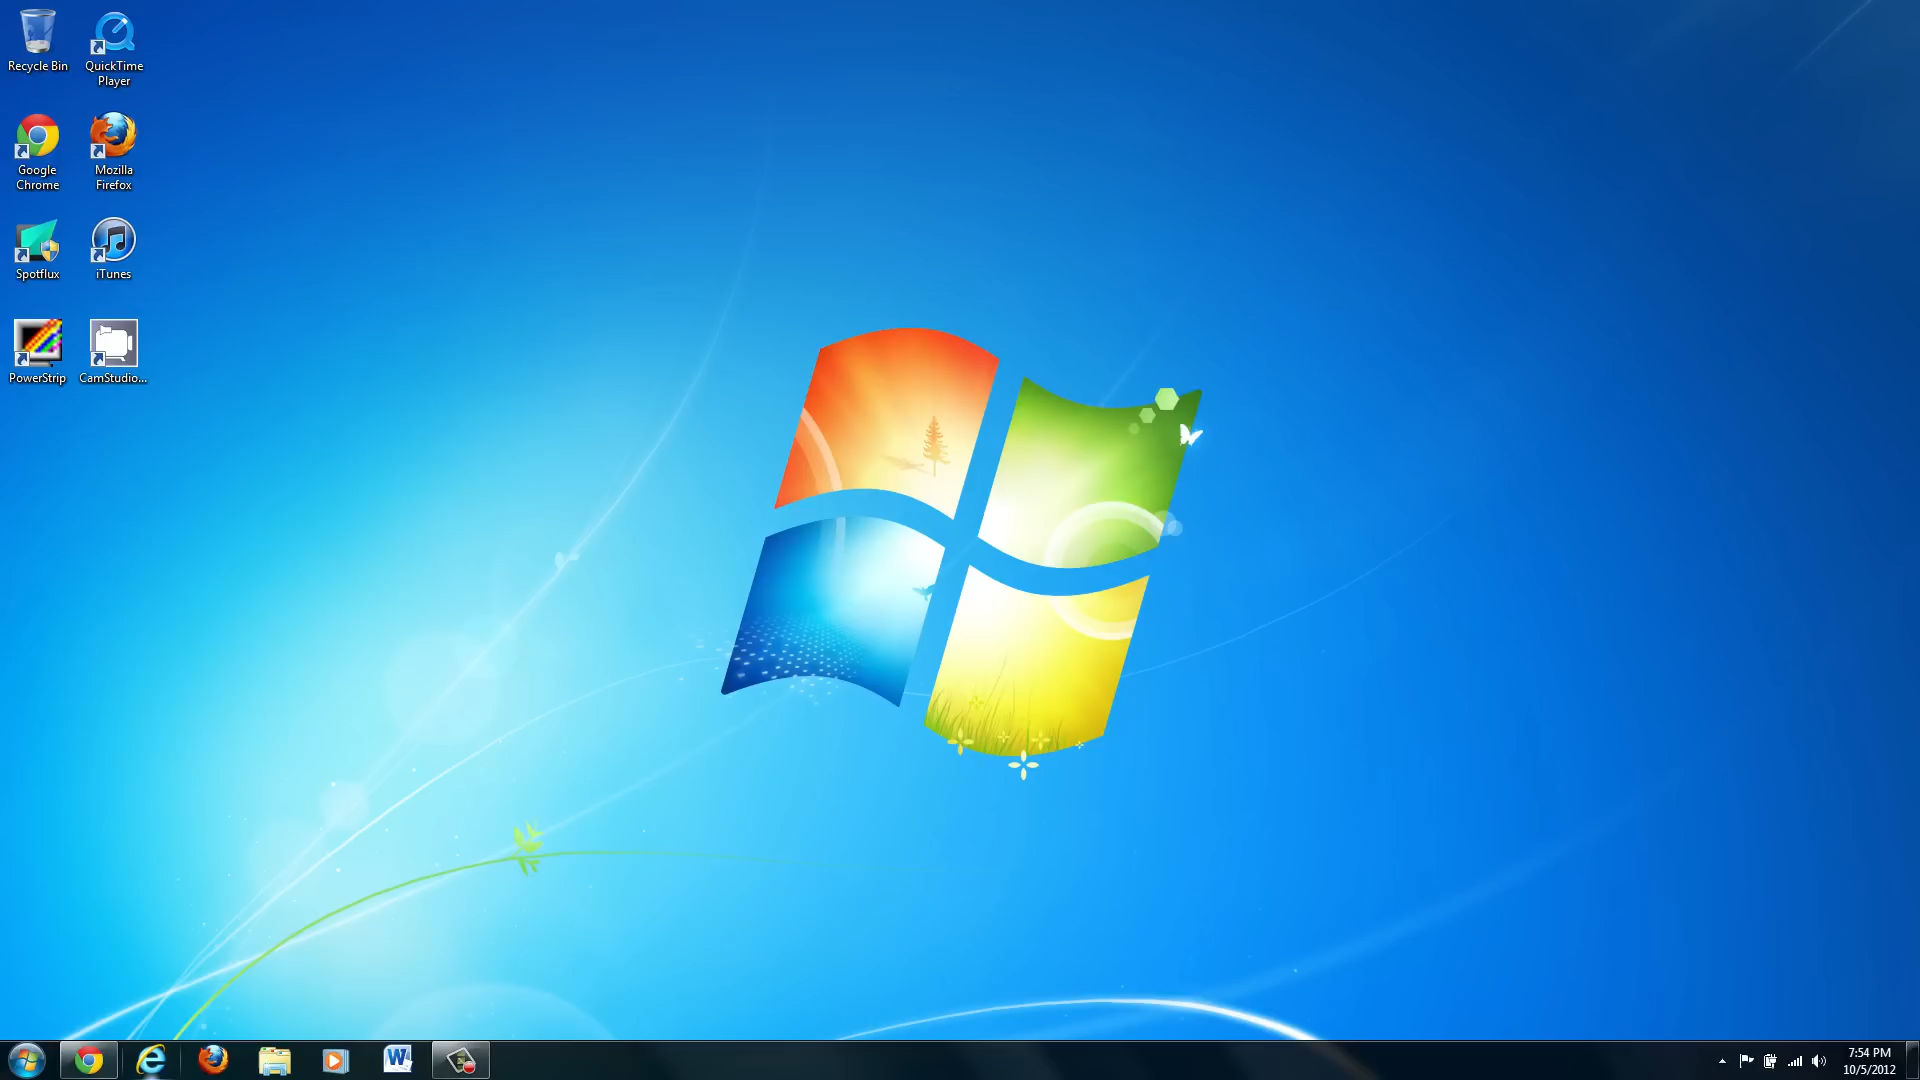 Recycle Bin
QuickTime
Player
Google
Chrome
Mozilla
Firefox
Spotflux
iTunes
PowerStrip
CamStudio...
W
7:54 PM
10/5/2012